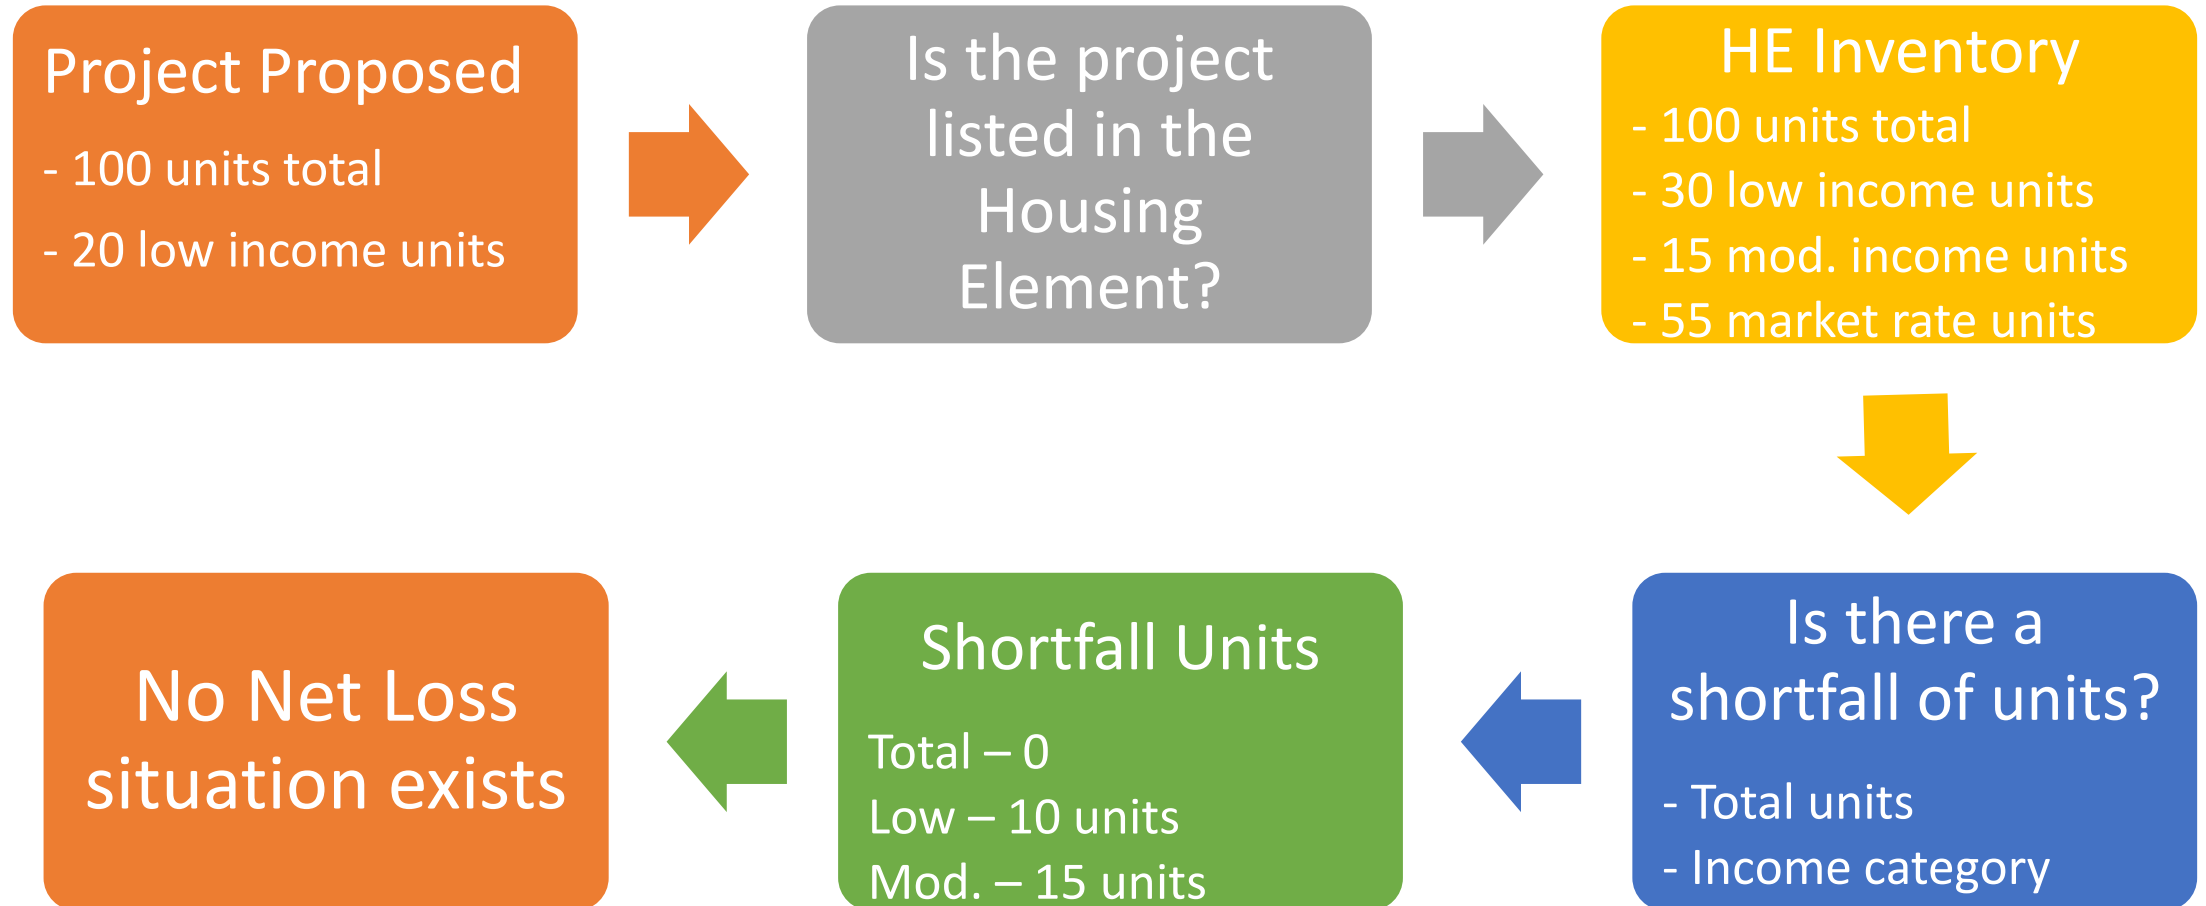 Project Proposed
- 100 units total
- 20 low income units
Is the project
listed in the
Housing
Element?
HE Inventory
- 100 units total
- 30 low income units
- 15 mod. income units
- 55 market rate units
Is there a
shortfall of units?
- Total units
- Income category
Shortfall Units
Total – 0
Low – 10 units
Mod. – 15 units
No Net Loss
situation exists